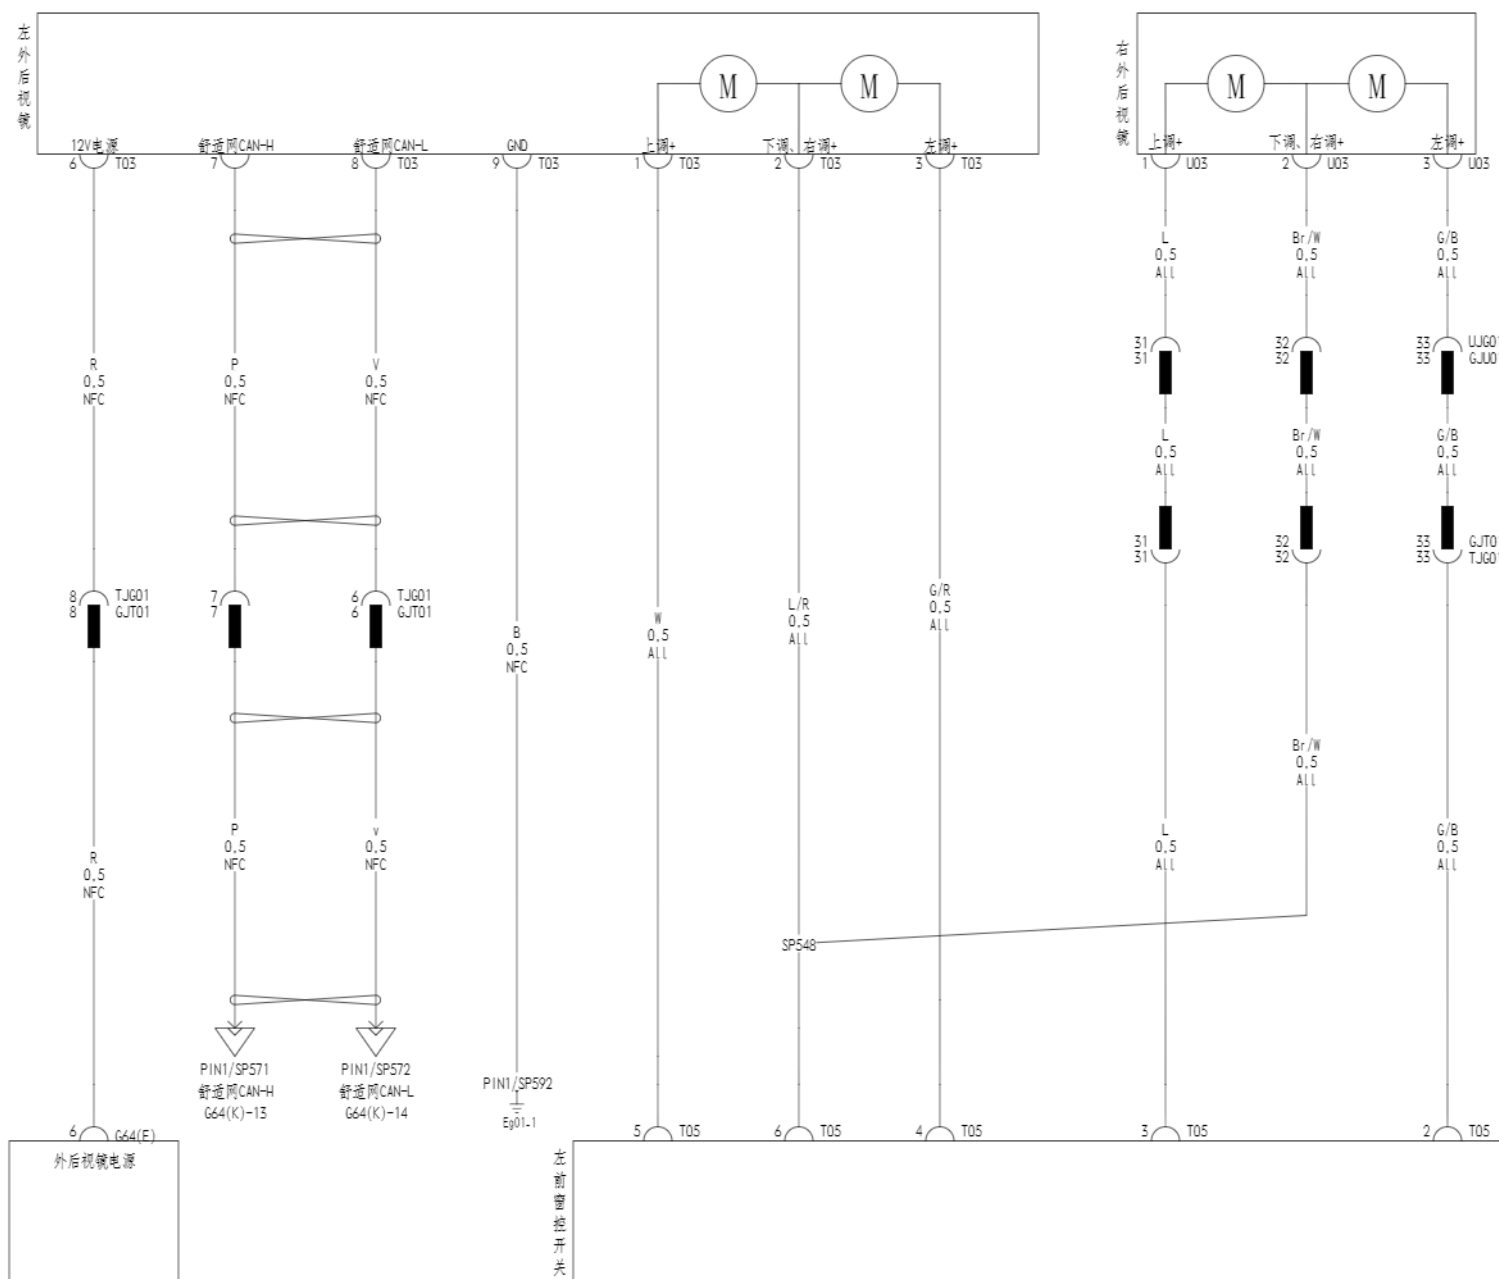 左外后视镜
M M
右外后视镜
M M
12V电源 舒适网CAN-H 舒适网CAN-L GND 上调+ 下调、右调+ 左调+
上调+ 下调、右调+ 左调+
6 T03 7 8 T03 9 T03 1 T03 2 T03 3 T03
1 U03 2 U03 3 U03
L Br/W G/B
0.5 0.5 0.5
All All All
31 32 33 UJG01
31 32 33 GJU01
R P V
0.5 0.5 0.5
NFC NFC NFC
L Br/W G/B
0.5 0.5 0.5
All All All
31 32 33 GJT01
31 32 33 TJG01
8 TJG01 7 6 TJG01
8 GJT01 7 6 GJT01
B
0.5
NFC
W
0.5
All
L/R
0.5
All
G/R
0.5
All
Br/W
0.5
All
R
0.5
NFC
P v
0.5 0.5
NFC NFC
L G/B
0.5 0.5
All All
SP548
PIN1/SP571 PIN1/SP572
舒适网CAN-H 舒适网CAN-L
G64(K)-13 G64(K)-14
PIN1/SP592
Eg01-1
6 G64(E)
外后视镜电源
5 T05 6 T05 4 T05 3 T05 2 T05
左前窗控开关